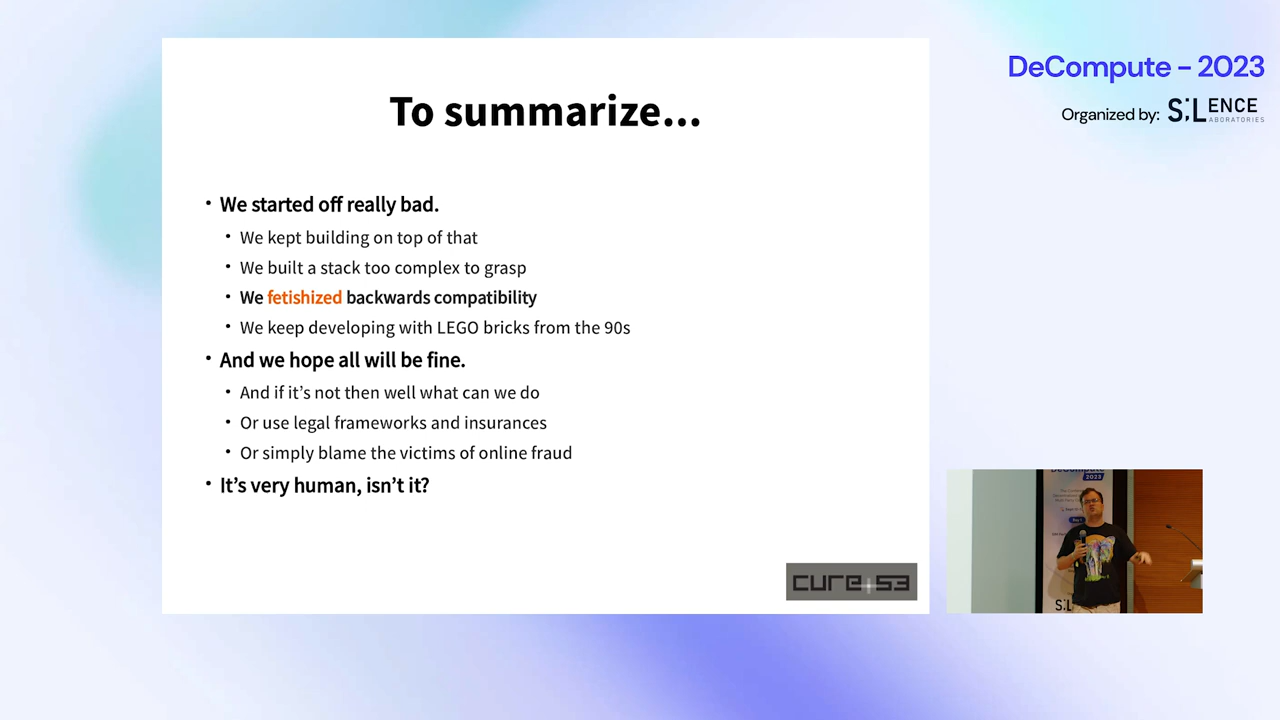 To summarize...
DeCompute – 2023
Organized by: SiLENCE
LABORATORIES
• We started off really bad.
• We kept building on top of that
• We built a stack too complex to grasp
• We fetishized backwards compatibility
• We keep developing with LEGO bricks from the 90s
• And we hope all will be fine.
• And if it’s not then well what can we do
• Or use legal frameworks and insurances
• Or simply blame the victims of online fraud
• It’s very human, isn’t it?
cure53
DeCompute
2023